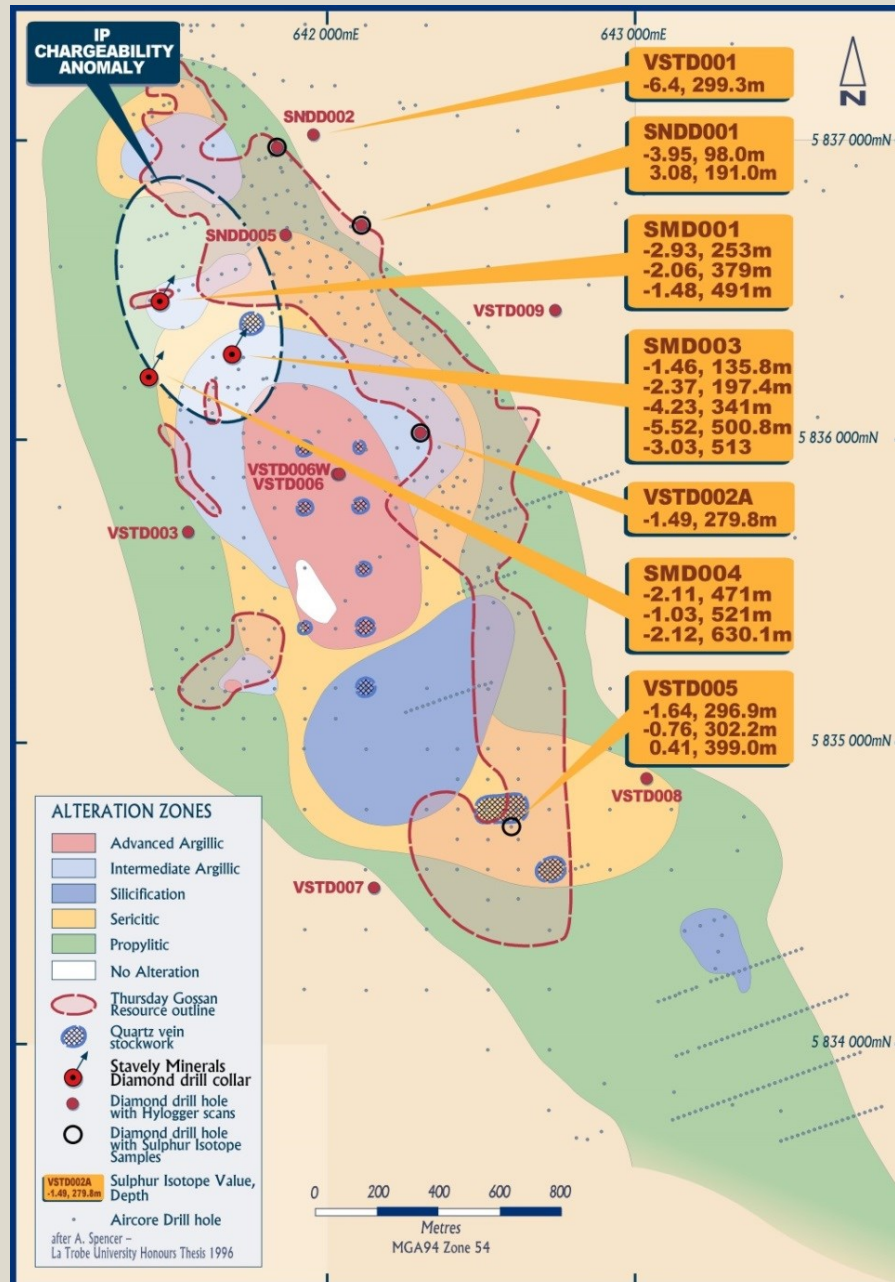 IP
CHARGEABILITY
ANOMALY
642 000mE
643 000mE
N
5 837 000mN
5 836 000mN
5 835 000mN
5 834 000mN
VSTD001
-6.4, 299.3m
SNDD001
-3.95, 98.0m
3.08, 191.0m
SMD001
-2.93, 253m
-2.06, 379m
-1.48, 491m
SMD003
-1.46, 135.8m
-2.37, 197.4m
-4.23, 341m
-5.52, 500.8m
-3.03, 513
VSTD002A
-1.49, 279.8m
SMD004
-2.11, 471m
-1.03, 521m
-2.12, 630.1m
VSTD005
-1.64, 296.9m
-0.76, 302.2m
0.41, 399.0m
SNDD002
SNDD005
VSTD009
VSTD006W
VSTD006
VSTD003
VSTD008
VSTD007
ALTERATION ZONES
Advanced Argillic
Intermediate Argillic
Silicification
Sericitic
Propylitic
No Alteration
Thursday Gossan
Resource outline
Quartz vein
stockwork
Stavely Minerals
Diamond drill collar
Diamond drill hole
with Hylogger scans
Diamond drill hole
with Sulphur Isotope
Samples
VSTD002A
-1.49, 279.8m
Sulphur Isotope Value,
Depth
Aircore Drill hole
after A. Spencer –
La Trobe University Honours Thesis 1996
0 200 400 600 800
Metres
MGA94 Zone 54